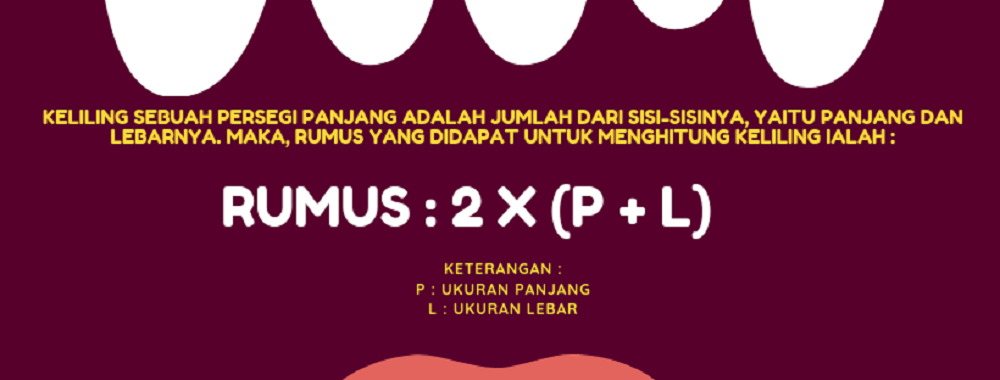 KELILING SEBUAH PERSEGI PANJANG ADALAH JUMLAH DARI SISI-SISINYA, YAITU PANJANG DAN
LEBARNYA. MAKA, RUMUS YANG DIDAPAT UNTUK MENGHITUNG KELILING IALAH :
RUMUS : 2 X (P + L)
KETERANGAN :
P : UKURAN PANJANG
L : UKURAN LEBAR